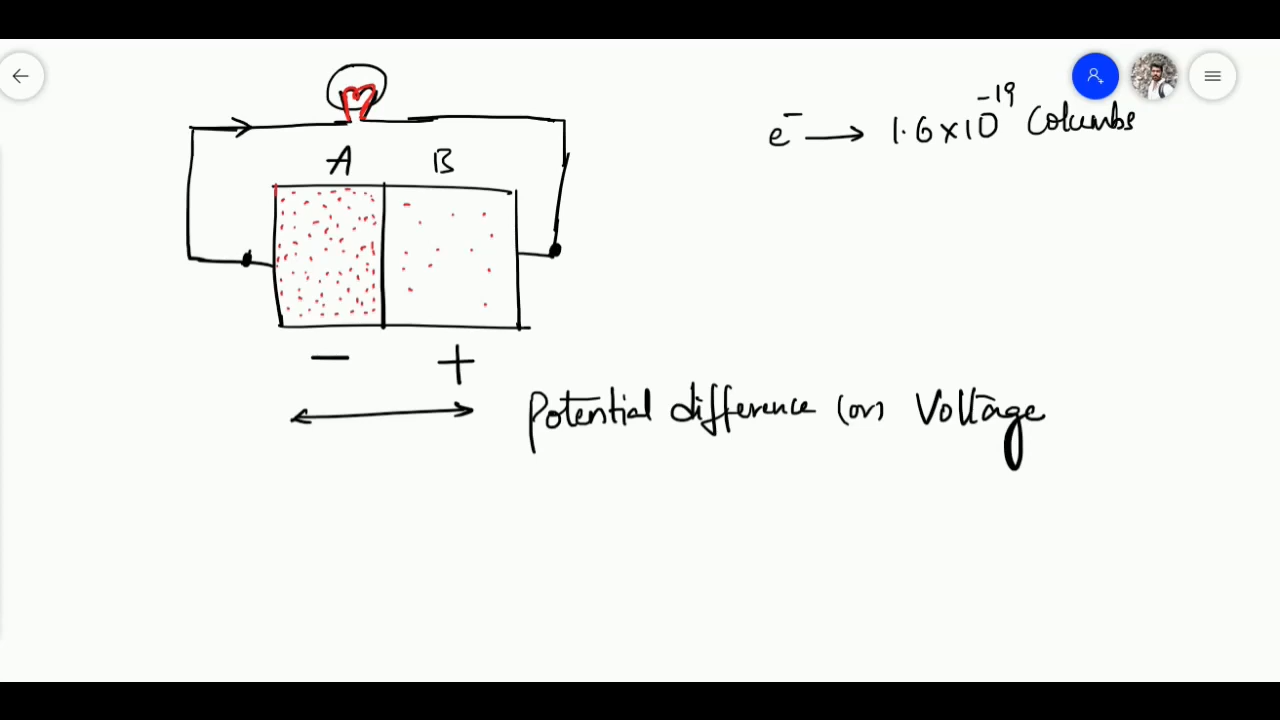 e⁻ → 1.6×10⁻¹⁹ Columbs
A B
− +
Potential difference (or) Voltage